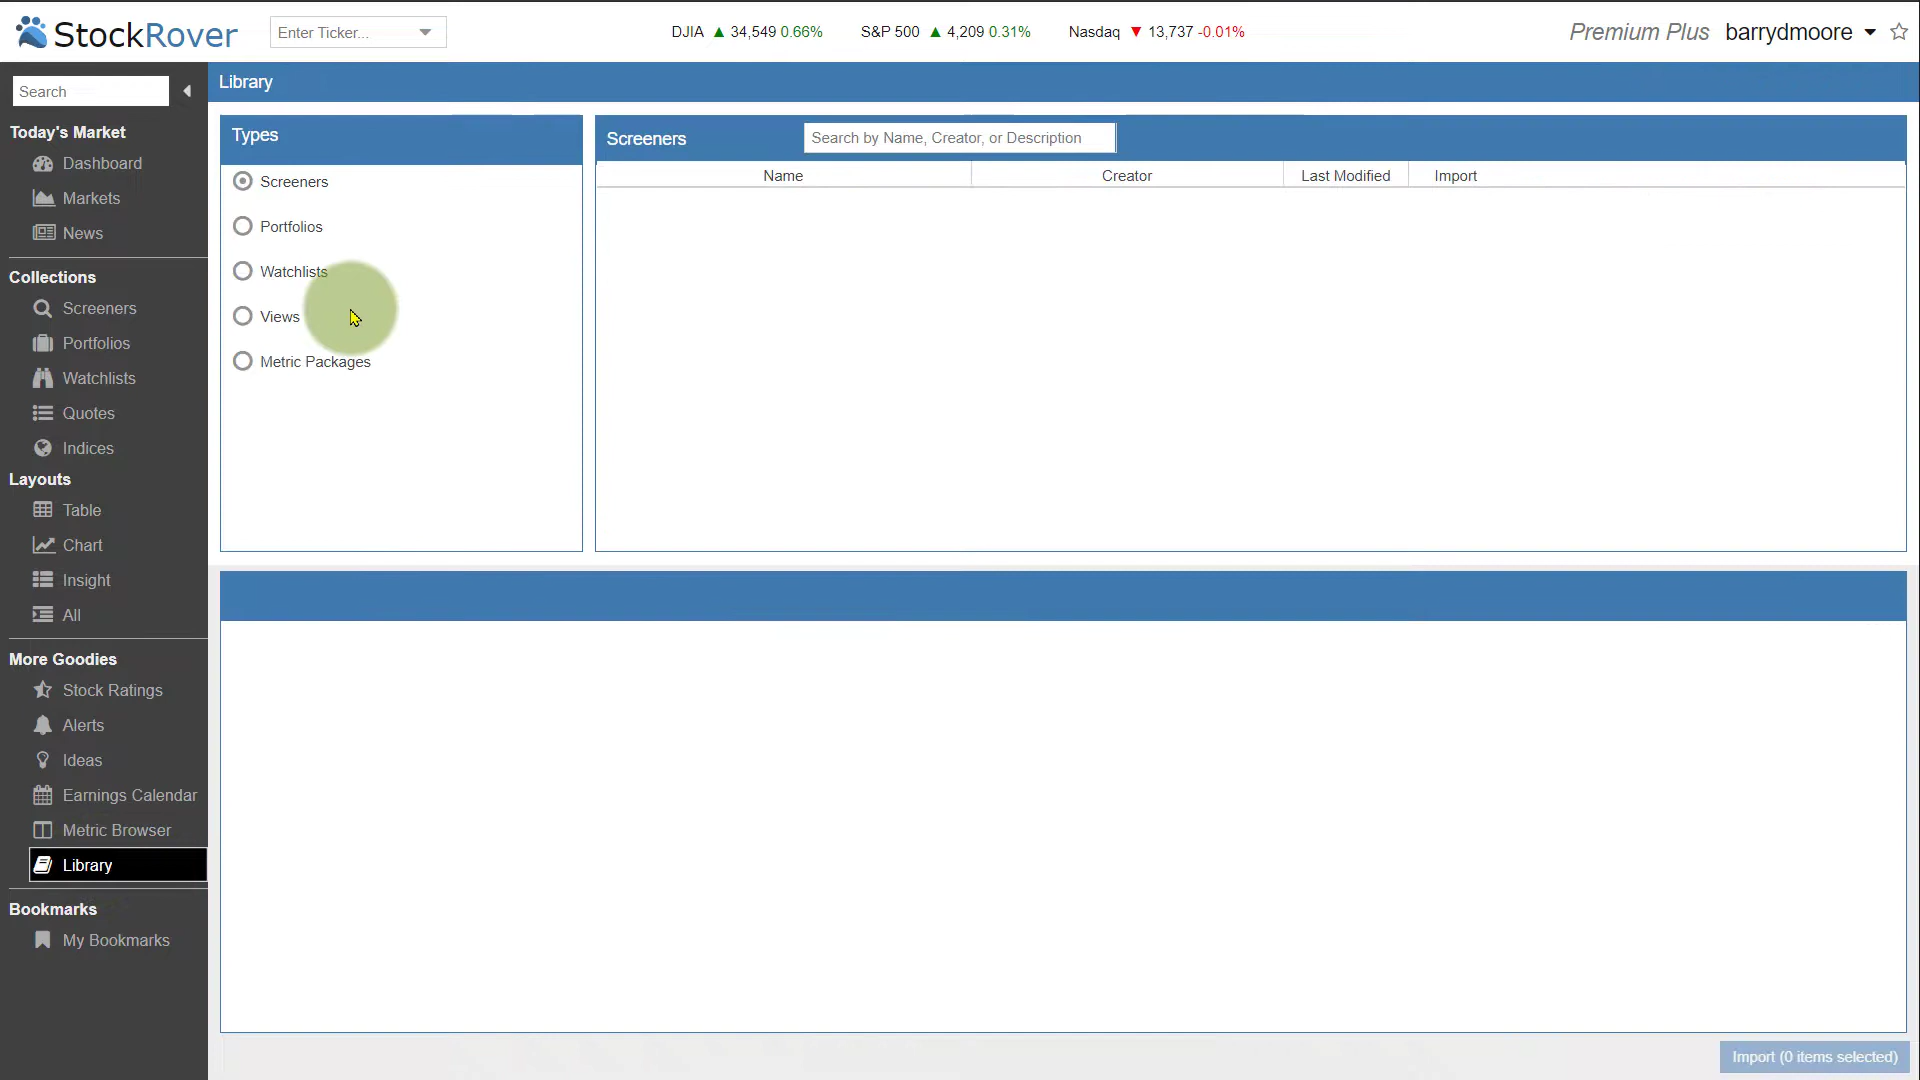 StockRover
Enter Ticker...
DJIA ▲ 34,549 0.66%
S&P 500 ▲ 4,209 0.31%
Nasdaq ▼ 13,737 -0.01%
Premium Plus
barrydmoore
Search
Library
Today's Market
Dashboard
Markets
News
Collections
Screeners
Portfolios
Watchlists
Quotes
Indices
Layouts
Table
Chart
Insight
All
More Goodies
Stock Ratings
Alerts
Ideas
Earnings Calendar
Metric Browser
Library
Bookmarks
My Bookmarks
Types
Screeners
Portfolios
Watchlists
Views
Metric Packages
Screeners
Search by Name, Creator, or Description
Name Creator Last Modified Import
Import (0 items selected)